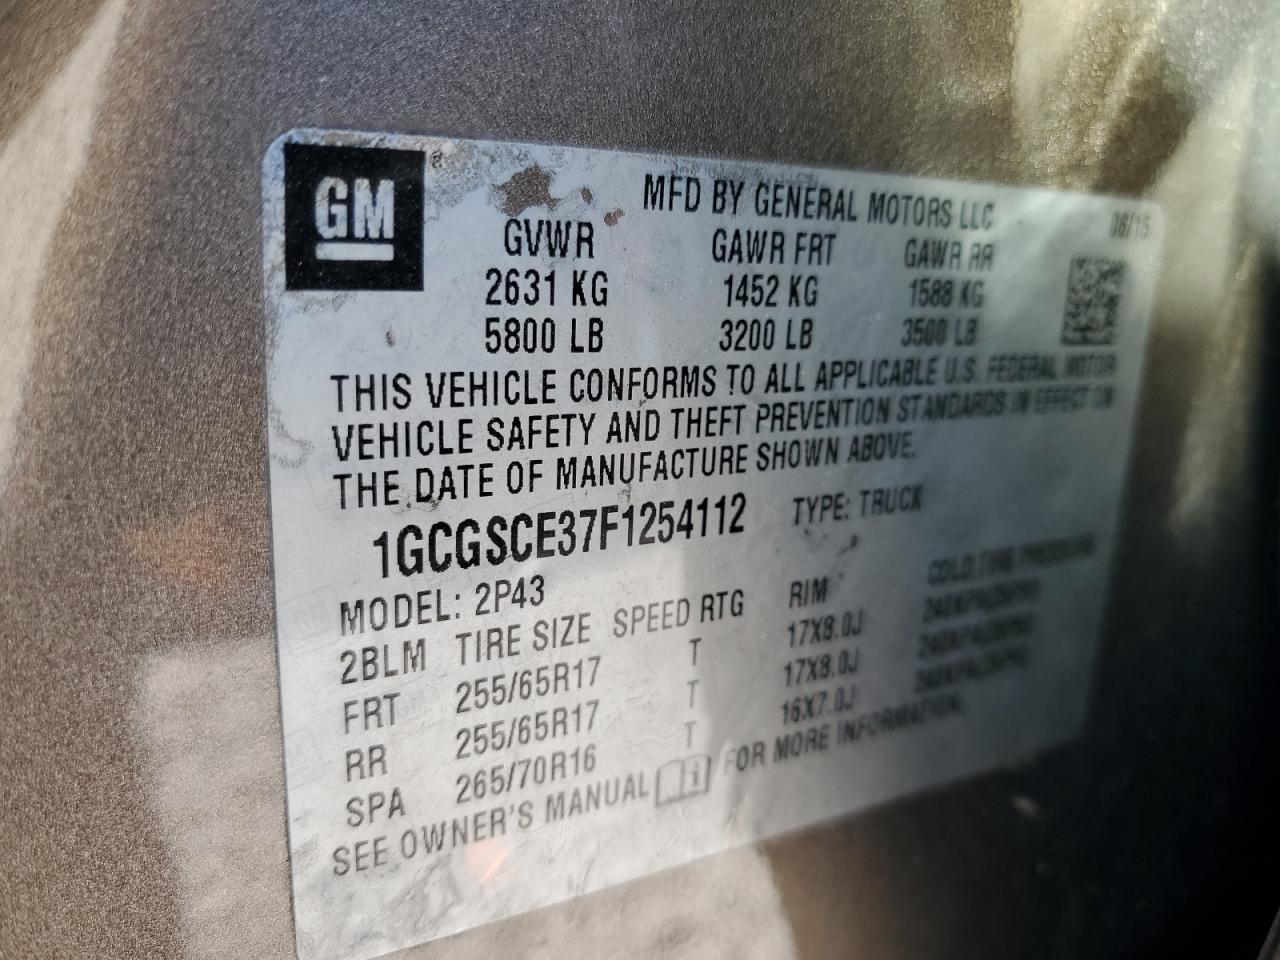 GM ®
MFD BY GENERAL MOTORS LLC 06/15
GVWR GAWR FRT GAWR RR
2631 KG 1452 KG 1588 KG
5800 LB 3200 LB 3500 LB
THIS VEHICLE CONFORMS TO ALL APPLICABLE U.S. FEDERAL MOTOR
VEHICLE SAFETY AND THEFT PREVENTION STANDARDS IN EFFECT ON
THE DATE OF MANUFACTURE SHOWN ABOVE.
1GCGSCE37F1254112 TYPE: TRUCK
MODEL: 2P43
2BLM TIRE SIZE SPEED RTG RIM COLD TIRE PRESSURE
FRT 255/65R17 T 17X8.0J
RR 255/65R17 T 17X8.0J
SPA 265/70R16 T 16X7.0J
SEE OWNER'S MANUAL FOR MORE INFORMATION.